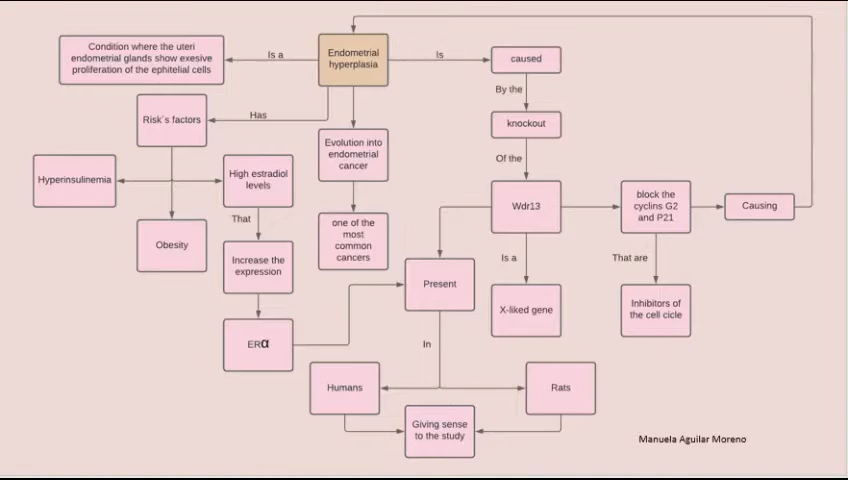 Condition where the uteri
endometrial glands show exesive
proliferation of the ephitelial cells
Is a
Endometrial
hyperplasia
Is
caused
By the
Risk´s factors
Has
knockout
Evolution into
endometrial
cancer
Of the
Hyperinsulinemia
High estradiol
levels
Wdr13
block the
cyclins G2
and P21
Causing
That
Obesity
one of the
most
common
cancers
Increase the
expression
Is a
That are
Present
X-liked gene
Inhibitors of
the cell cicle
ERα
In
Humans
Rats
Giving sense
to the study
Manuela Aguilar Moreno